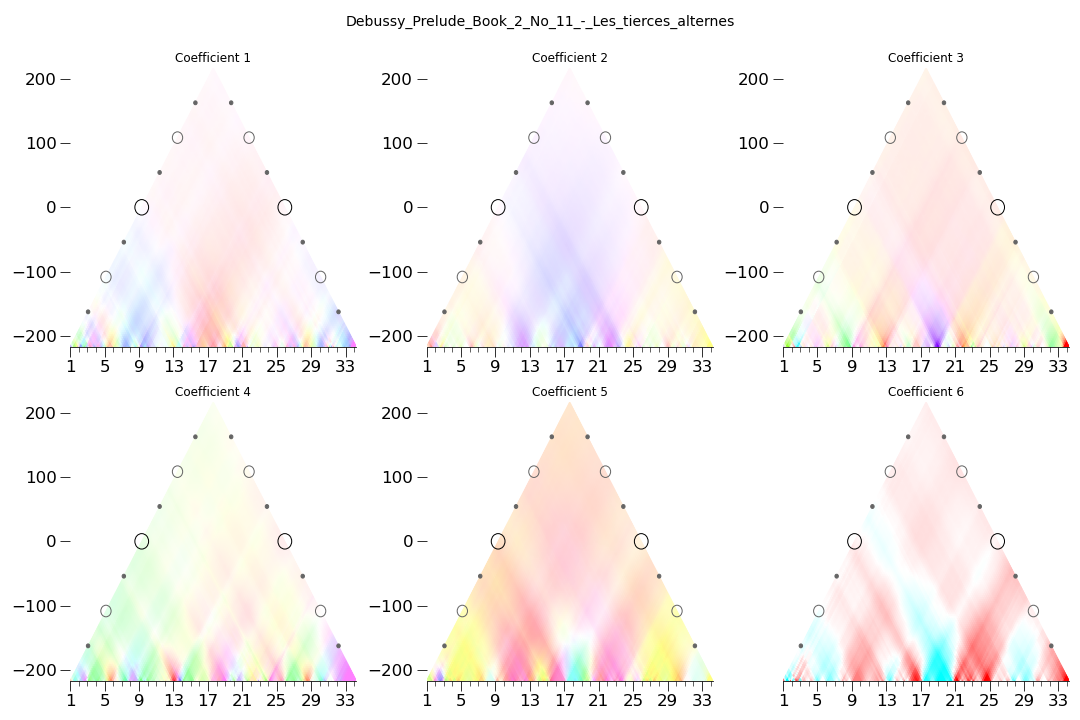 Debussy_Prelude_Book_2_No_11_-_Les_tierces_alternes
Coefficient 1 Coefficient 2 Coefficient 3
200 200 200
100 100 100
0 0 0
−100 −100 −100
−200 −200 −200
1 5 9 13 17 21 25 29 33 1 5 9 13 17 21 25 29 33 1 5 9 13 17 21 25 29 33
Coefficient 4 Coefficient 5 Coefficient 6
200 200 200
100 100 100
0 0 0
−100 −100 −100
−200 −200 −200
1 5 9 13 17 21 25 29 33 1 5 9 13 17 21 25 29 33 1 5 9 13 17 21 25 29 33